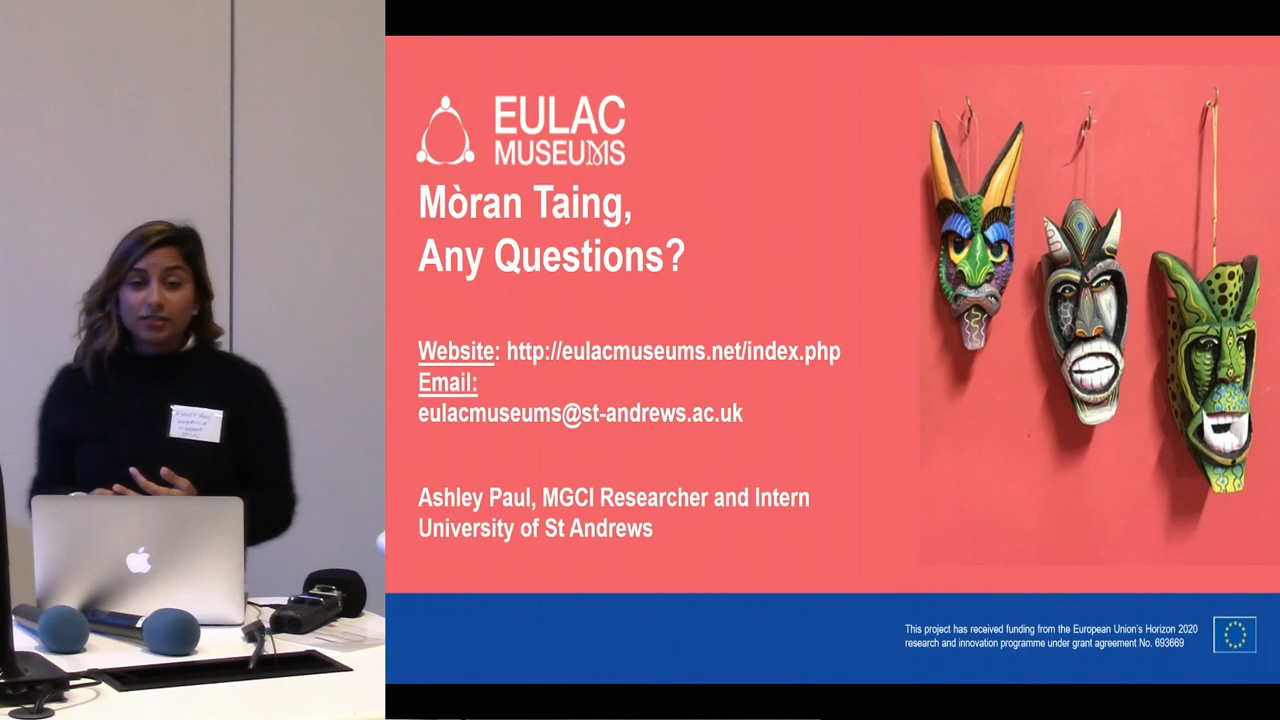 EULAC
MUSEUMS
Mòran Taing,
Any Questions?
Website: http://eulacmuseums.net/index.php
Email:
eulacmuseums@st-andrews.ac.uk
Ashley Paul, MGCI Researcher and Intern
University of St Andrews
This project has received funding from the European Union's Horizon 2020
research and innovation programme under grant agreement No. 693669